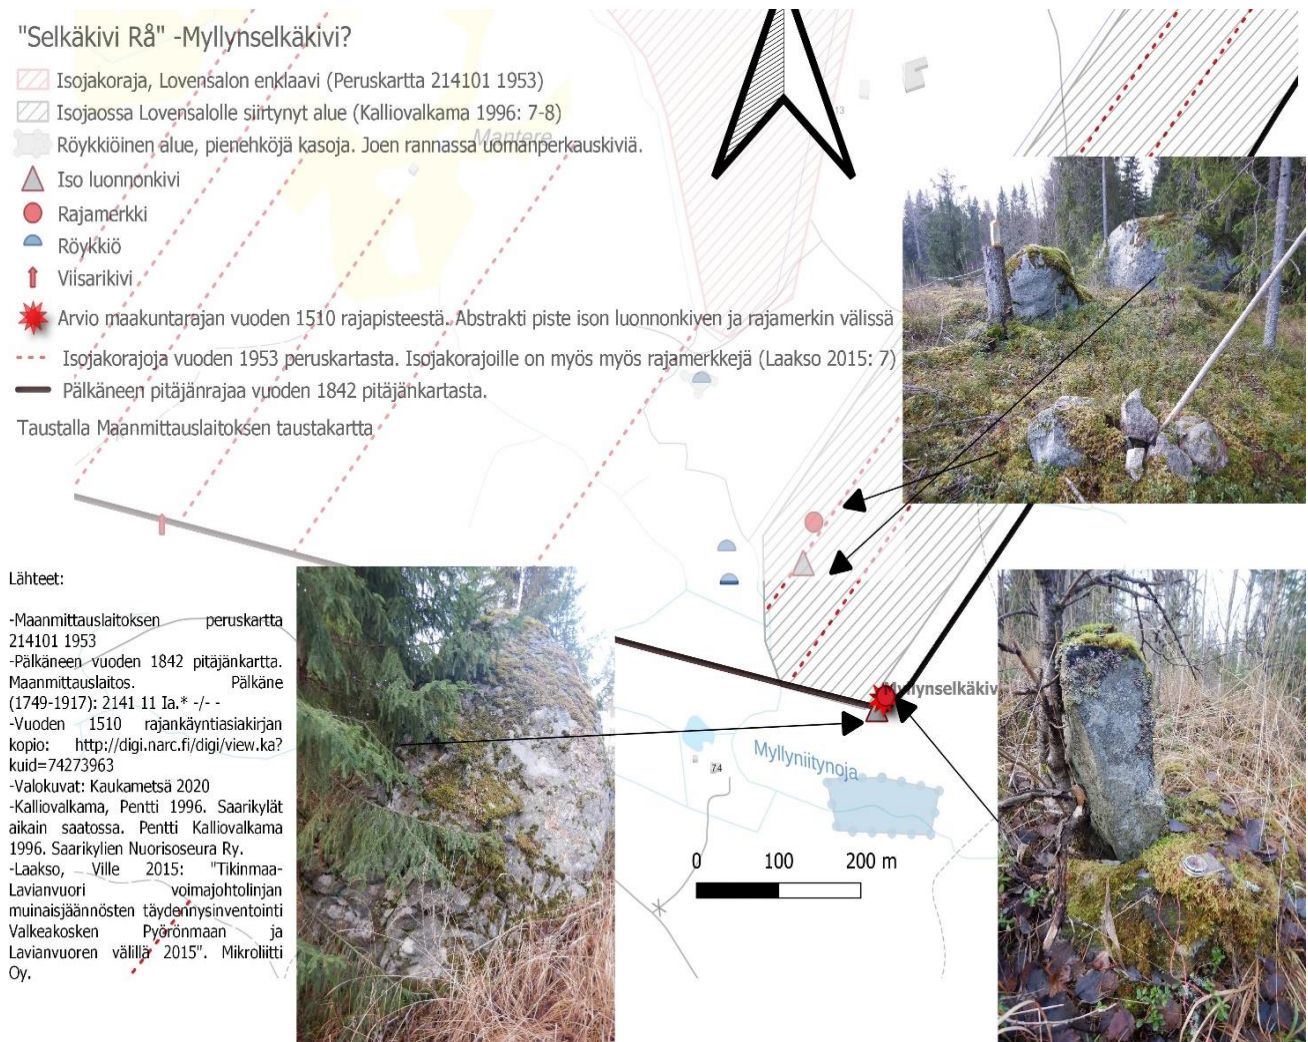 "Selkäkivi Rå" -Myllynselkäkivi?
Isojakoraja, Lovensalon enklaavi (Peruskartta 214101 1953)
Isojaossa Lovensalolle siirtynyt alue (Kalliovalkama 1996: 7-8)
Mantere
Röykkiöinen alue, pienehköjä kasoja. Joen rannassa uomanperkauskiviä.
13
Iso luonnonkivi
Rajamerkki
Röykkiö
Viisarikivi
Arvio maakuntarajan vuoden 1510 rajapisteestä. Abstrakti piste ison luonnonkiven ja rajamerkin välissä
Isojakorajoja vuoden 1953 peruskartasta. Isojakorajoille on myös myös rajamerkkejä (Laakso 2015: 7)
Pälkäneen pitäjänrajaa vuoden 1842 pitäjänkartasta.
Taustalla Maanmittauslaitoksen taustakartta
Lähteet:
-Maanmittauslaitoksen peruskartta
214101 1953
-Pälkäneen vuoden 1842 pitäjänkartta.
Maanmittauslaitos. Pälkäne
(1749-1917): 2141 11 Ia.* -/- -
-Vuoden 1510 rajankäyntiasiakirjan
kopio: http://digi.narc.fi/digi/view.ka?
kuid=74273963
-Valokuvat: Kaukametsä 2020
-Kalliovalkama, Pentti 1996. Saarikylät
aikain saatossa. Pentti Kalliovalkama
1996. Saarikylien Nuorisoseura Ry.
-Laakso, Ville 2015: "Tikinmaa-
Lavianvuori voimajohtolinjan
muinaisjäännösten täydennysinventointi
Valkeakosken Pyörönmaan ja
Lavianvuoren välillä 2015". Mikroliitti
Oy.
Myllynselkäkiv
Myllyniitynoja
74
0 100 200 m